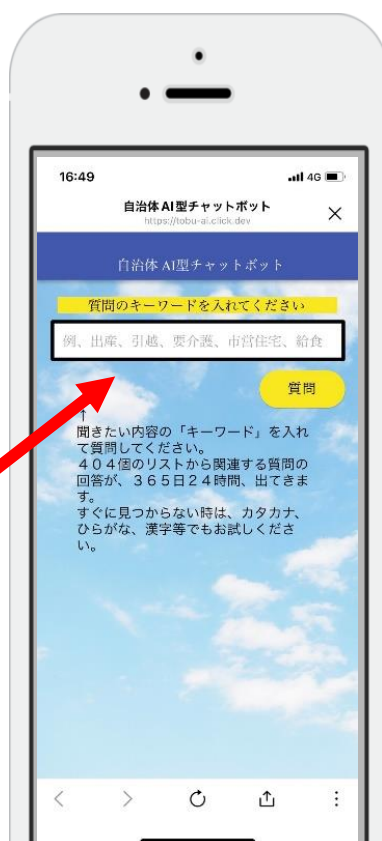 16:49
4G
自治体AI型チャットボット
https://tobu-ai.click.dev
自治体 AI型チャットボット
質問のキーワードを入れてください
例、出産、引越、要介護、市営住宅、給食
質問
↑
聞きたい内容の「キーワード」を入れ
て質問してください。
404個のリストから関連する質問の
回答が、365日24時間、出てきま
す。
すぐに見つからない時は、カタカナ、
ひらがな、漢字等でもお試しくださ
い。